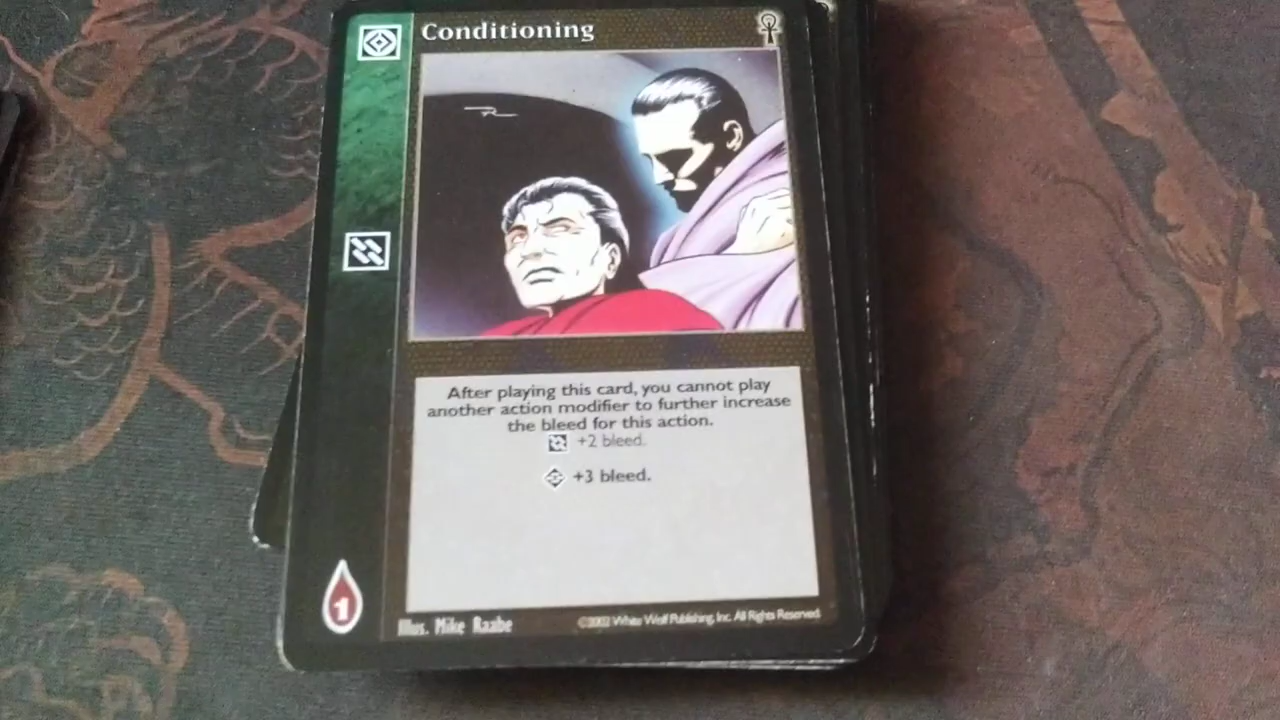 Conditioning
After playing this card, you cannot play
another action modifier to further increase
the bleed for this action.
+2 bleed.
+3 bleed.
1
Illus. Mike Raabe
©2002 White Wolf Publishing, Inc. All Rights Reserved.